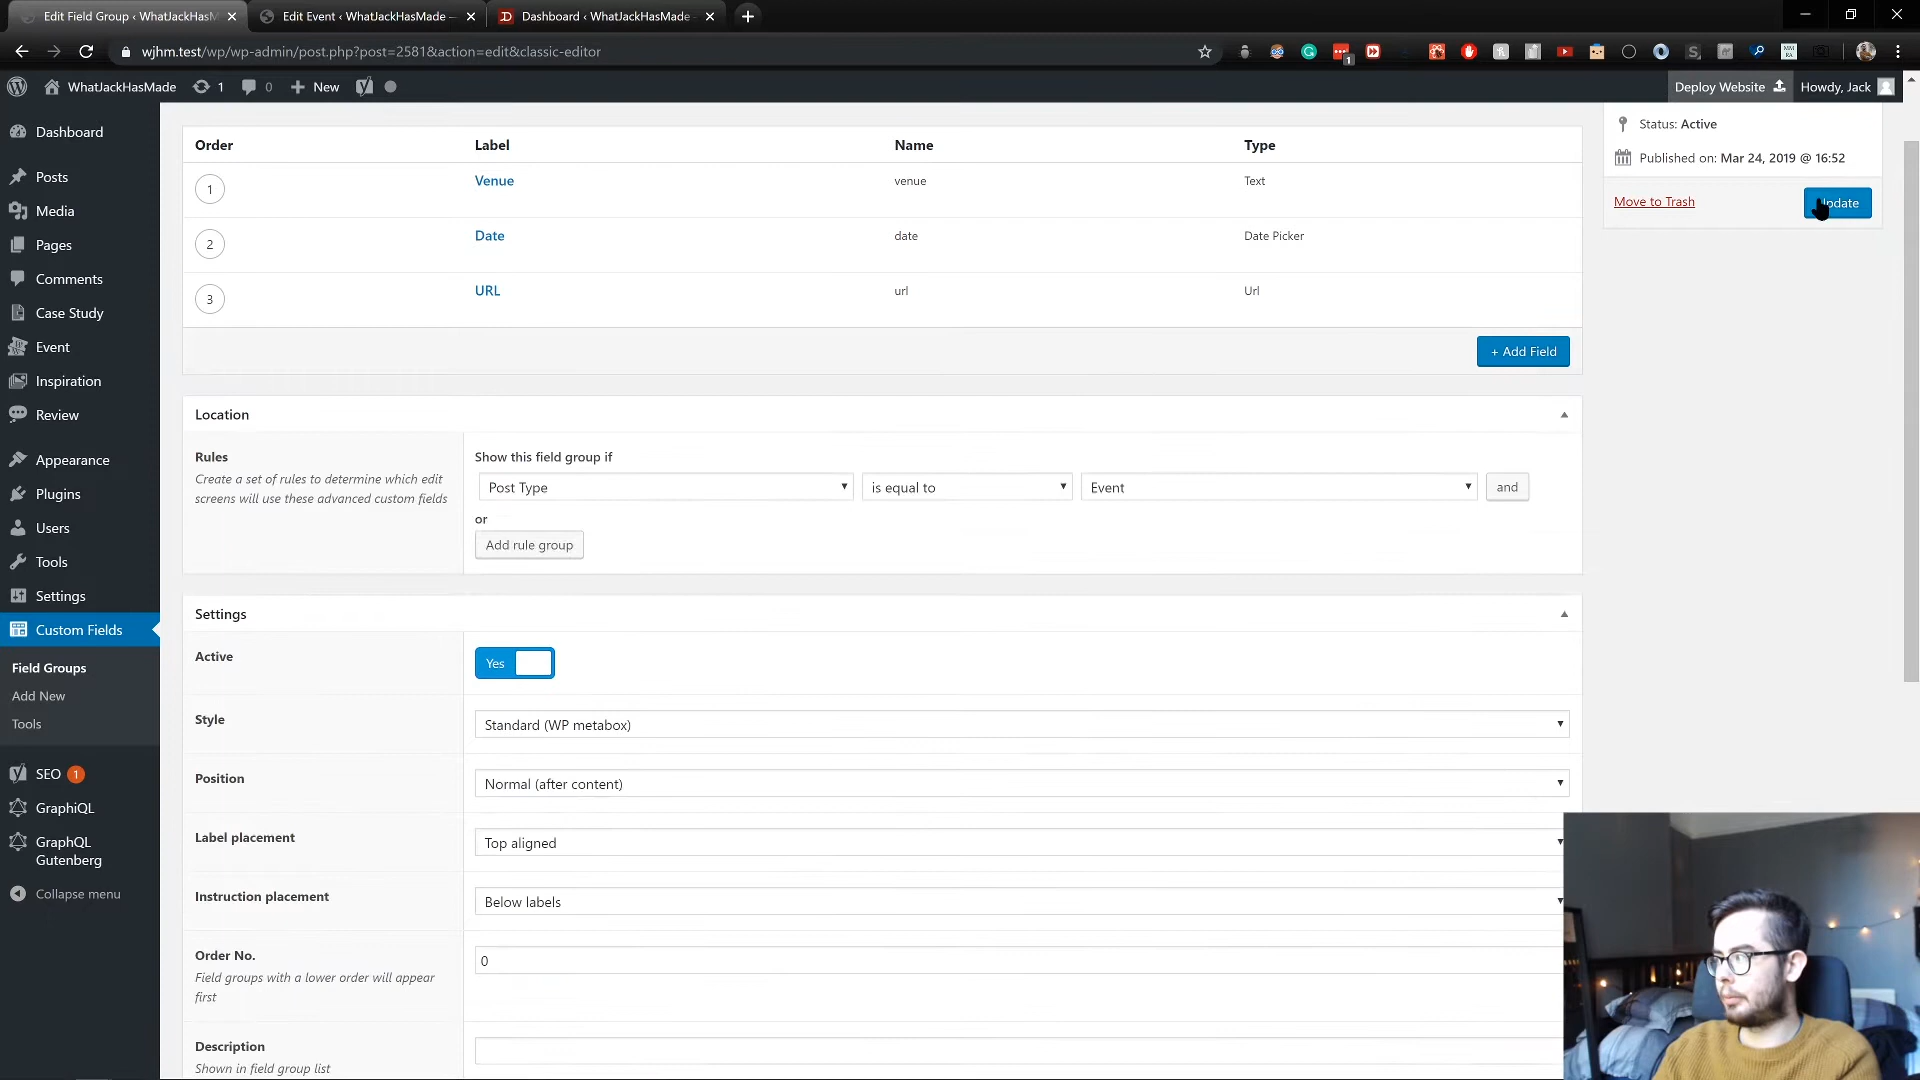 Edit Field Group ‹ WhatJackHasM
Edit Event ‹ WhatJackHasMade —
Dashboard ‹ WhatJackHasMade
wjhm.test/wp/wp-admin/post.php?post=2581&action=edit&classic-editor
1
WhatJackHasMade
1
0
New
Deploy Website
Howdy, Jack
Dashboard
Posts
Media
Pages
Comments
Case Study
Event
Inspiration
Review
Appearance
Plugins
Users
Tools
Settings
Custom Fields
Field Groups
Add New
Tools
SEO 1
GraphiQL
GraphQL
Gutenberg
Collapse menu
Order Label Name Type
1 Venue venue Text
2 Date date Date Picker
3 URL url Url
+ Add Field
Status: Active
Published on: Mar 24, 2019 @ 16:52
Move to Trash
Update
Location
Rules
Create a set of rules to determine which edit
screens will use these advanced custom fields
Show this field group if
Post Type is equal to Event and
or
Add rule group
Settings
Active
Yes
Style
Standard (WP metabox)
Position
Normal (after content)
Label placement
Top aligned
Instruction placement
Below labels
Order No.
Field groups with a lower order will appear
first
0
Description
Shown in field group list